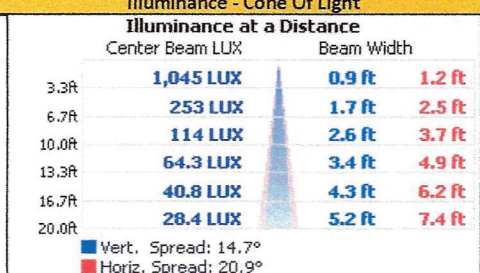 Illuminance - Cone Of Light
Illuminance at a Distance
Center Beam LUX Beam Width
3.3ft 1,045 LUX 0.9 ft 1.2 ft
6.7ft 253 LUX 1.7 ft 2.5 ft
10.0ft 114 LUX 2.6 ft 3.7 ft
13.3ft 64.3 LUX 3.4 ft 4.9 ft
16.7ft 40.8 LUX 4.3 ft 6.2 ft
20.0ft 28.4 LUX 5.2 ft 7.4 ft
Vert. Spread: 14.7°
Horiz. Spread: 20.9°